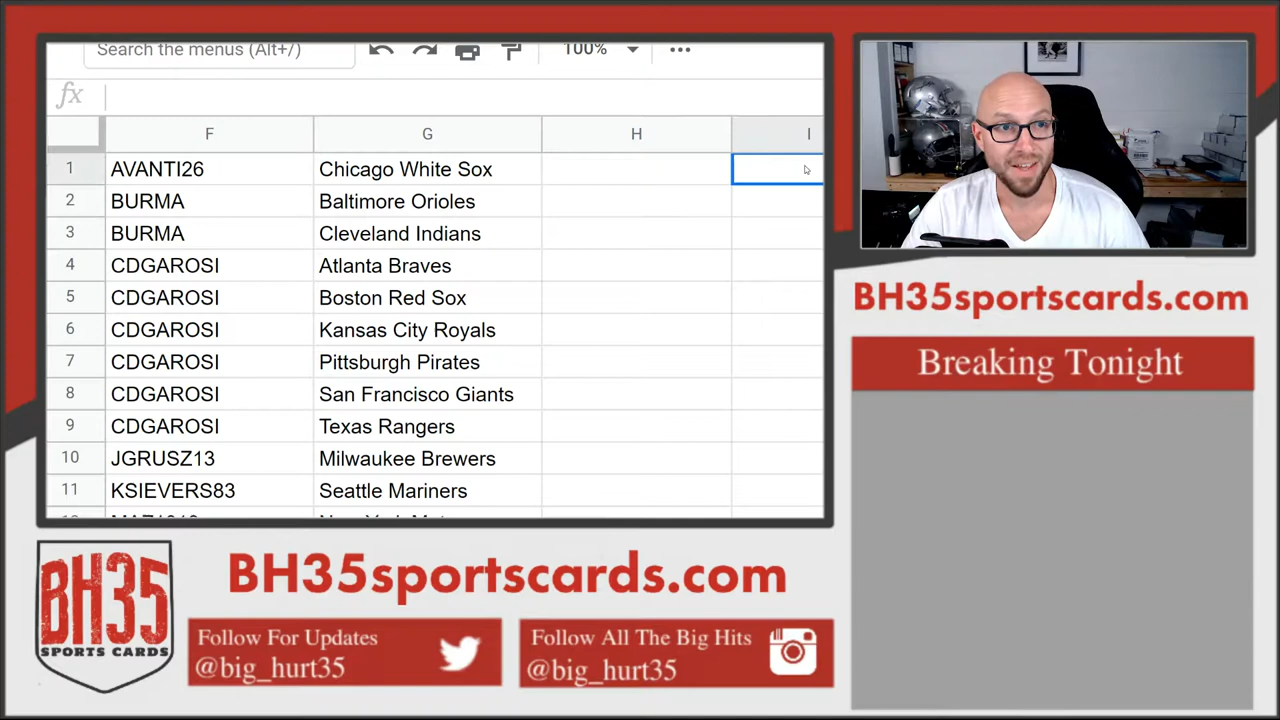 Search the menus (Alt+/)
100%
fx
F G H I
1 AVANTI26 Chicago White Sox
2 BURMA Baltimore Orioles
3 BURMA Cleveland Indians
4 CDGAROSI Atlanta Braves
5 CDGAROSI Boston Red Sox
6 CDGAROSI Kansas City Royals
7 CDGAROSI Pittsburgh Pirates
8 CDGAROSI San Francisco Giants
9 CDGAROSI Texas Rangers
10 JGRUSZ13 Milwaukee Brewers
11 KSIEVERS83 Seattle Mariners
BH35sportscards.com
Breaking Tonight
BH35
SPORTS CARDS
BH35sportscards.com
Follow For Updates
@big_hurt35
Follow All The Big Hits
@big_hurt35